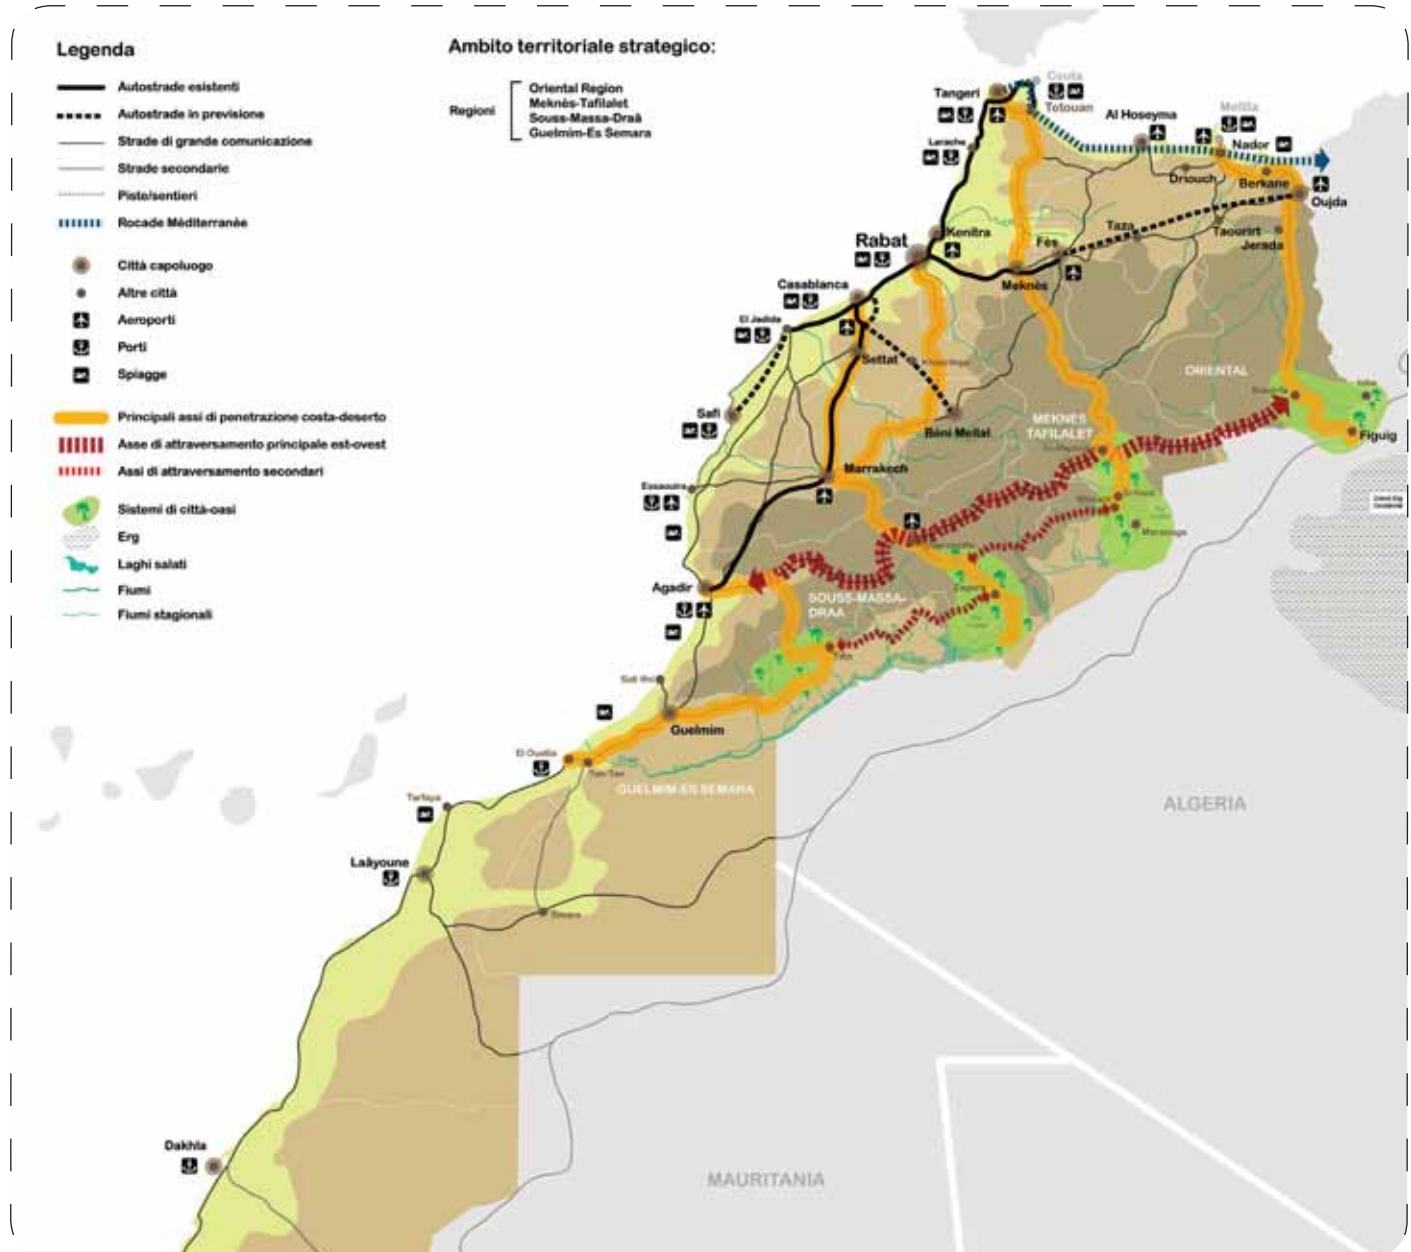 Legenda
Autostrade esistenti
Autostrade in previsione
Strade di grande comunicazione
Strade secondarie
Piste/sentieri
Rocade Méditerranée
Città capoluogo
Altre città
Aeroporti
Porti
Spiagge
Principali assi di penetrazione costa-deserto
Asse di attraversamento principale est-ovest
Assi di attraversamento secondari
Sistemi di città-oasi
Erg
Laghi salati
Fiumi
Fiumi stagionali
Ambito territoriale strategico:
Regioni
Oriental Region
Meknès-Tafilalet
Souss-Massa-Draâ
Guelmim-Es Semara
Ceuta
Tangeri
Tetouan
Melilla
Al Hoseyma
Larache
Nador
Driouch
Berkane
Oujda
Kenitra
Taza
Taourirt
Jerada
Rabat
Fès
Meknès
Casablanca
El Jadida
Settat
ORIENTAL
Safi
MEKNES
TAFILALET
Béni Mellal
Figuig
Marrakech
Essaouira
Merzouga
Agadir
SOUSS-MASSA-
DRAA
Zagora
Tata
Sidi Ifni
Guelmim
El Ouatia
Tan-Tan
GUELMIM-ES SEMARA
Tarfaya
ALGERIA
Laâyoune
Smara
Dakhla
MAURITANIA